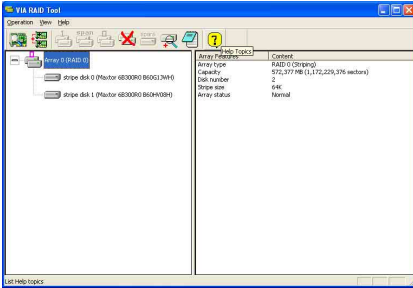 VIA RAID Tool
Operation View Help
Help Topics
Array 0 (RAID 0)
stripe disk 0 (Maxtor 6B300R0 B60G1JWH)
stripe disk 1 (Maxtor 6B300R0 B60HV08H)
Array Features Content
Array type RAID 0 (Striping)
Capacity 572,377 MB (1,172,229,376 sectors)
Disk number 2
Stripe size 64K
Array status Normal
List Help topics